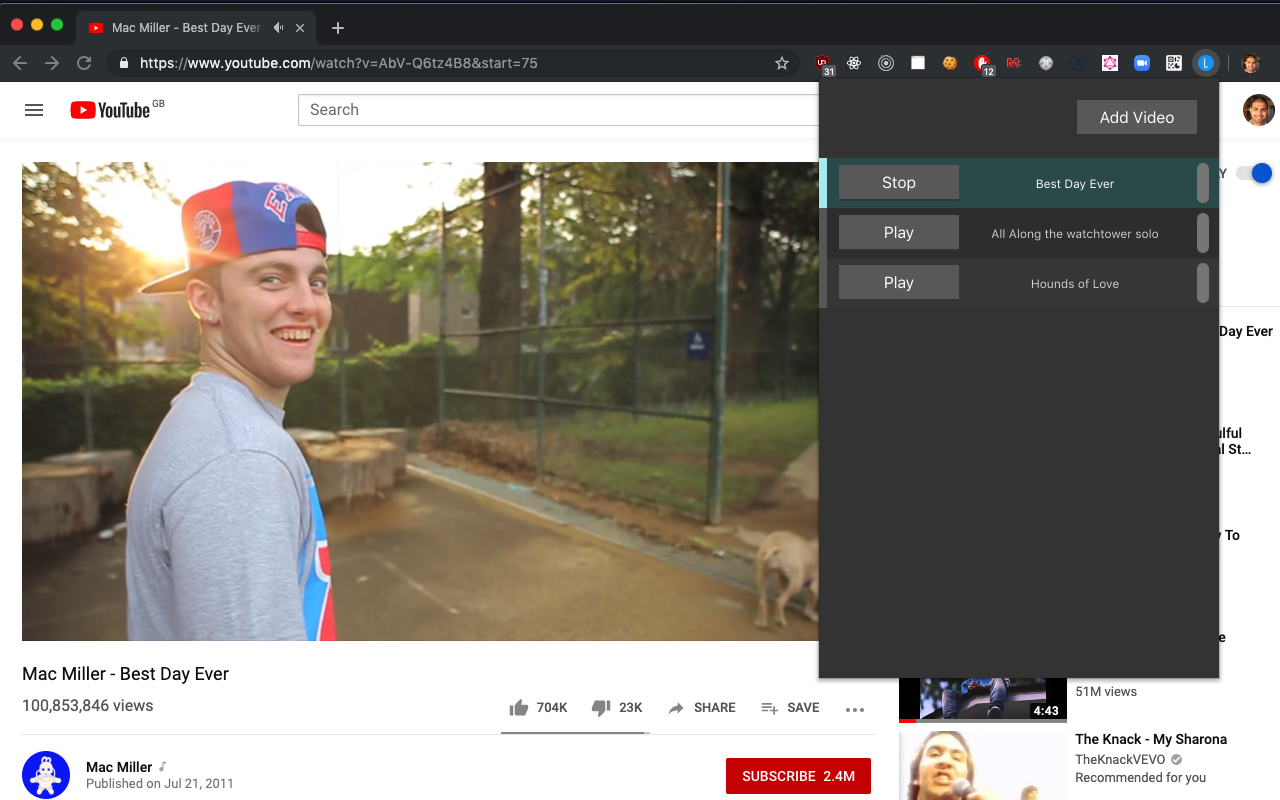 Mac Miller - Best Day Ever
https://www.youtube.com/watch?v=AbV-Q6tz4B8&start=75
31
12
L
YouTube GB
Search
Add Video
Stop
Best Day Ever
Play
All Along the watchtower solo
Play
Hounds of Love
Y
Day Ever
ulful
l St...
y To
e
Mac Miller - Best Day Ever
100,853,846 views
704K
23K
SHARE
SAVE
51M views
4:43
Mac Miller
Published on Jul 21, 2011
SUBSCRIBE 2.4M
The Knack - My Sharona
TheKnackVEVO
Recommended for you